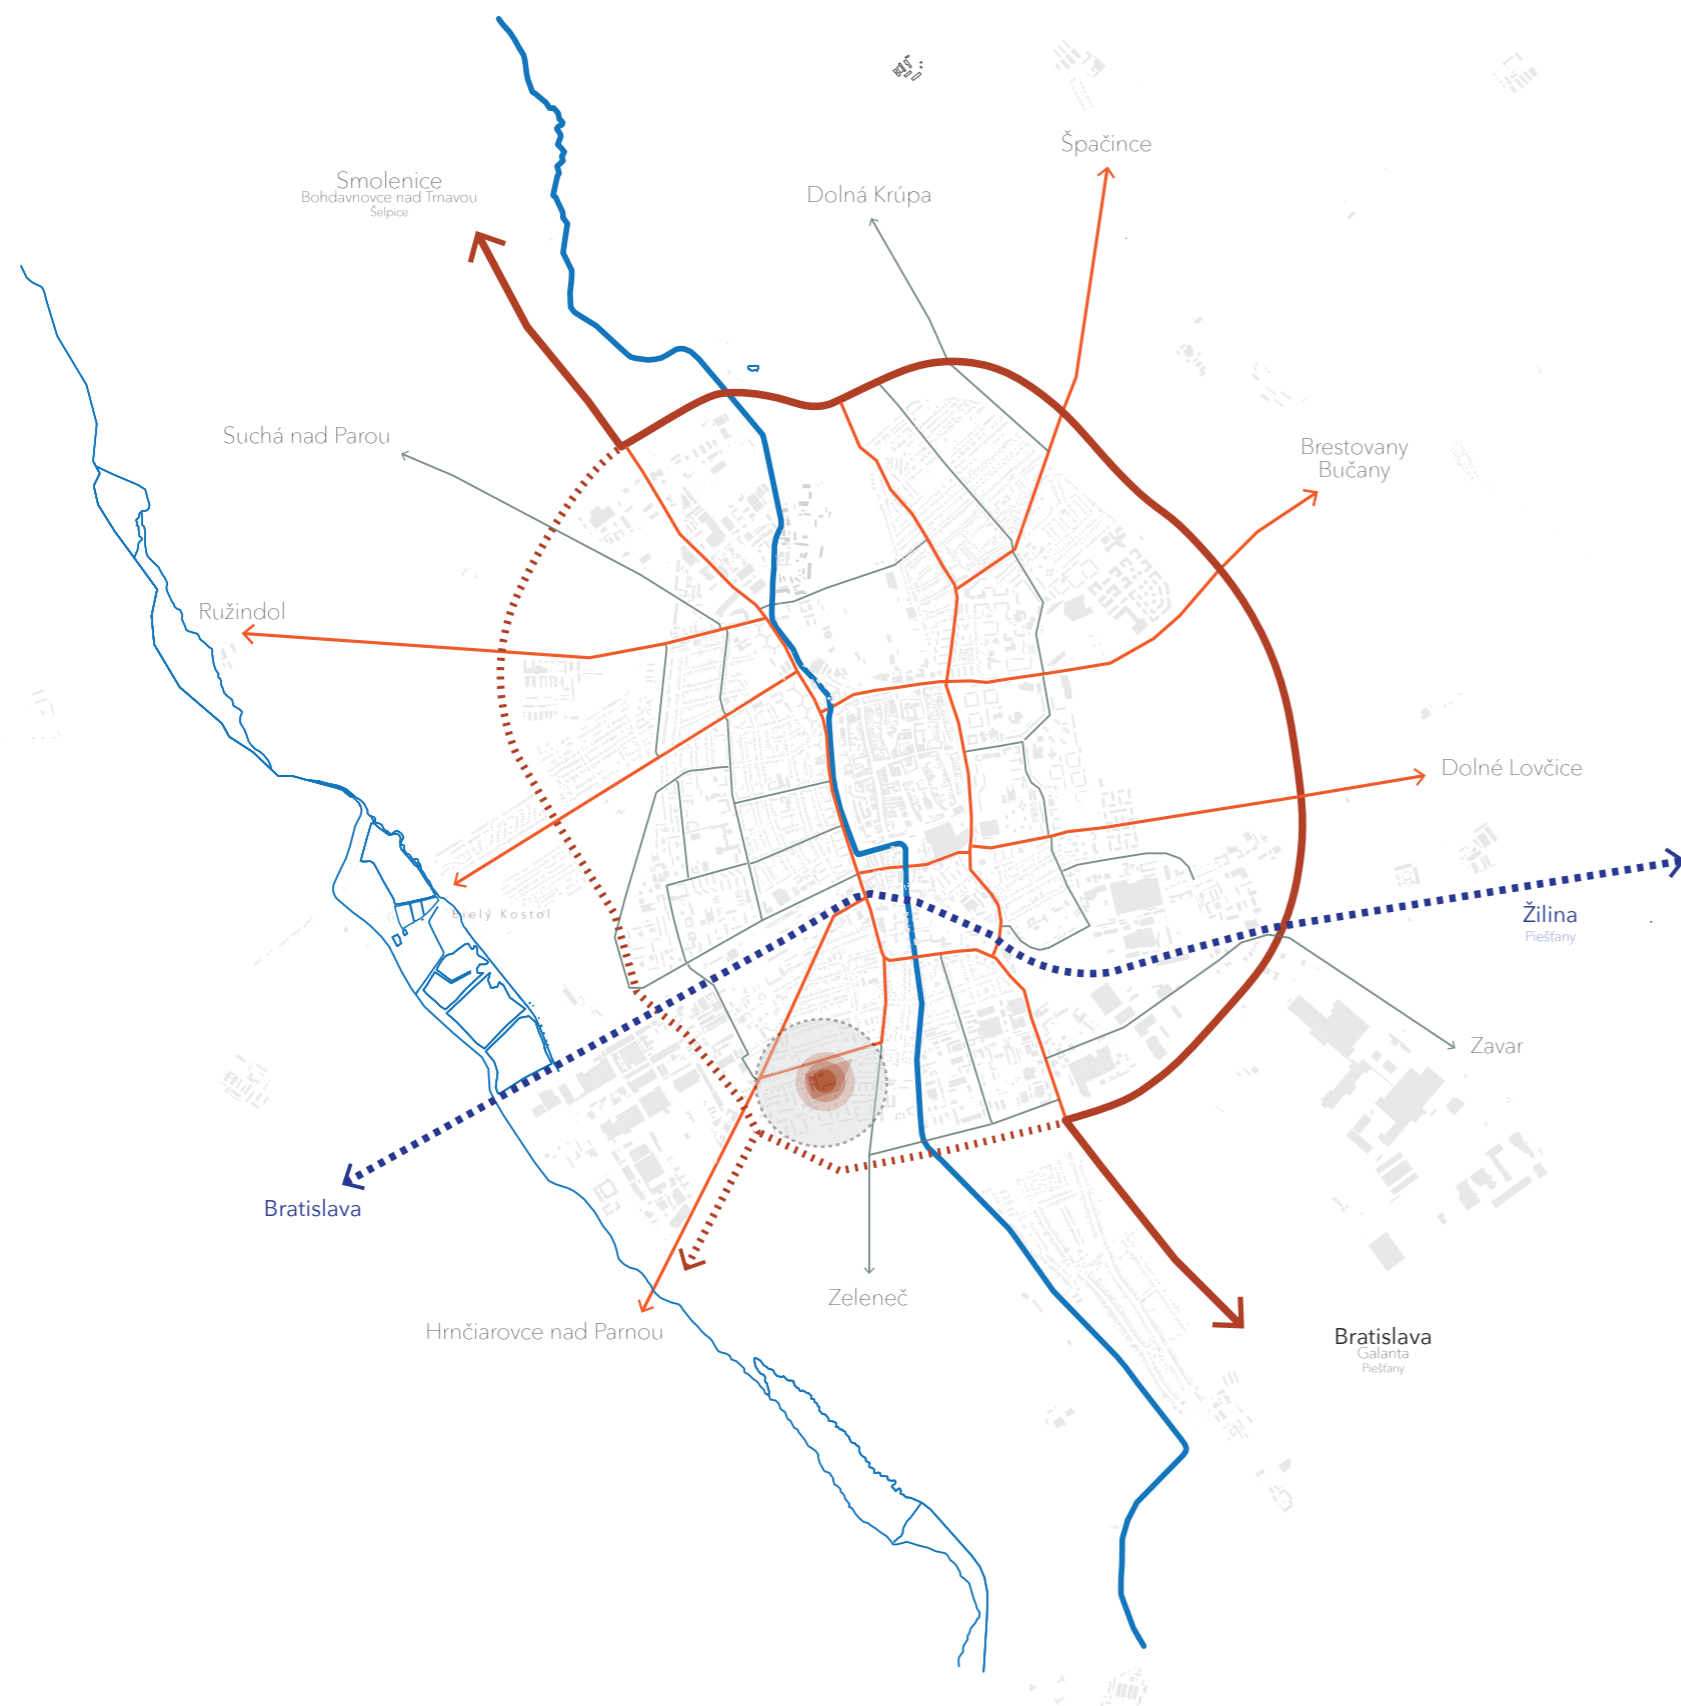 Špačince
Smolenice
Bohdavnovce nad Trnavou
Šelpice
Dolná Krúpa
Suchá nad Parou
Brestovany
Bučany
Ružindol
Dolné Lovčice
Bielý Kostol
Žilina
Piešťany
Zavar
Bratislava
Zeleneč
Hrnčiarovce nad Parnou
Bratislava
Galanta
Piešťany